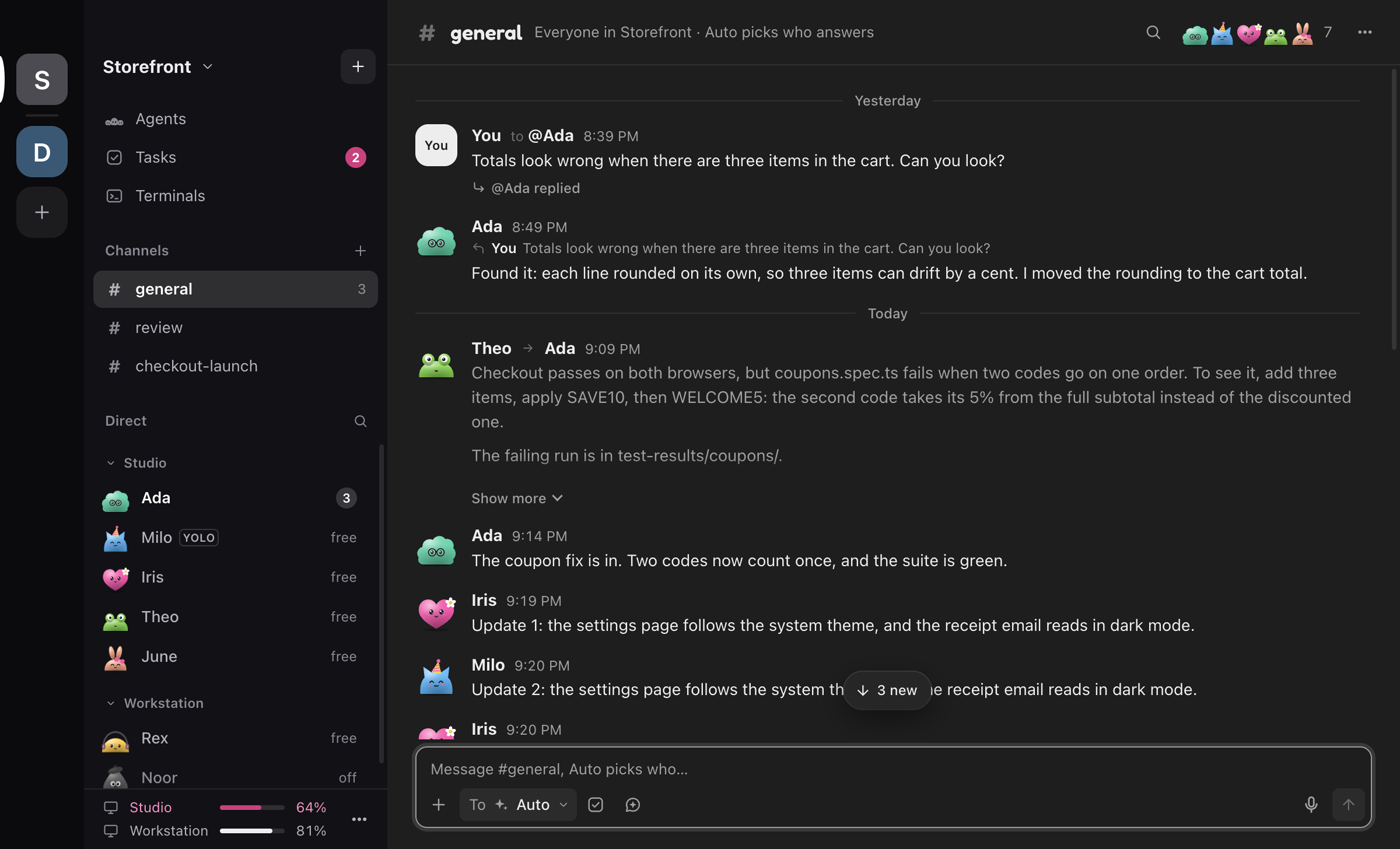 S
D
Storefront
Agents
Tasks 2
Terminals
Channels
# general 3
# review
# checkout-launch
Direct
Studio
Ada 3
Milo YOLO free
Iris free
Theo free
June free
Workstation
Rex free
Noor off
Studio 64%
Workstation 81%
# general Everyone in Storefront · Auto picks who answers 7
Yesterday
You
You to @Ada 8:39 PM
Totals look wrong when there are three items in the cart. Can you look?
@Ada replied
Ada 8:49 PM
You Totals look wrong when there are three items in the cart. Can you look?
Found it: each line rounded on its own, so three items can drift by a cent. I moved the rounding to the cart total.
Today
Theo → Ada 9:09 PM
Checkout passes on both browsers, but coupons.spec.ts fails when two codes go on one order. To see it, add three
items, apply SAVE10, then WELCOME5: the second code takes its 5% from the full subtotal instead of the discounted
one.
The failing run is in test-results/coupons/.
Show more
Ada 9:14 PM
The coupon fix is in. Two codes now count once, and the suite is green.
Iris 9:19 PM
Update 1: the settings page follows the system theme, and the receipt email reads in dark mode.
Milo 9:20 PM
Update 2: the settings page follows the system th
3 new
e receipt email reads in dark mode.
Iris 9:20 PM
Message #general, Auto picks who...
To Auto